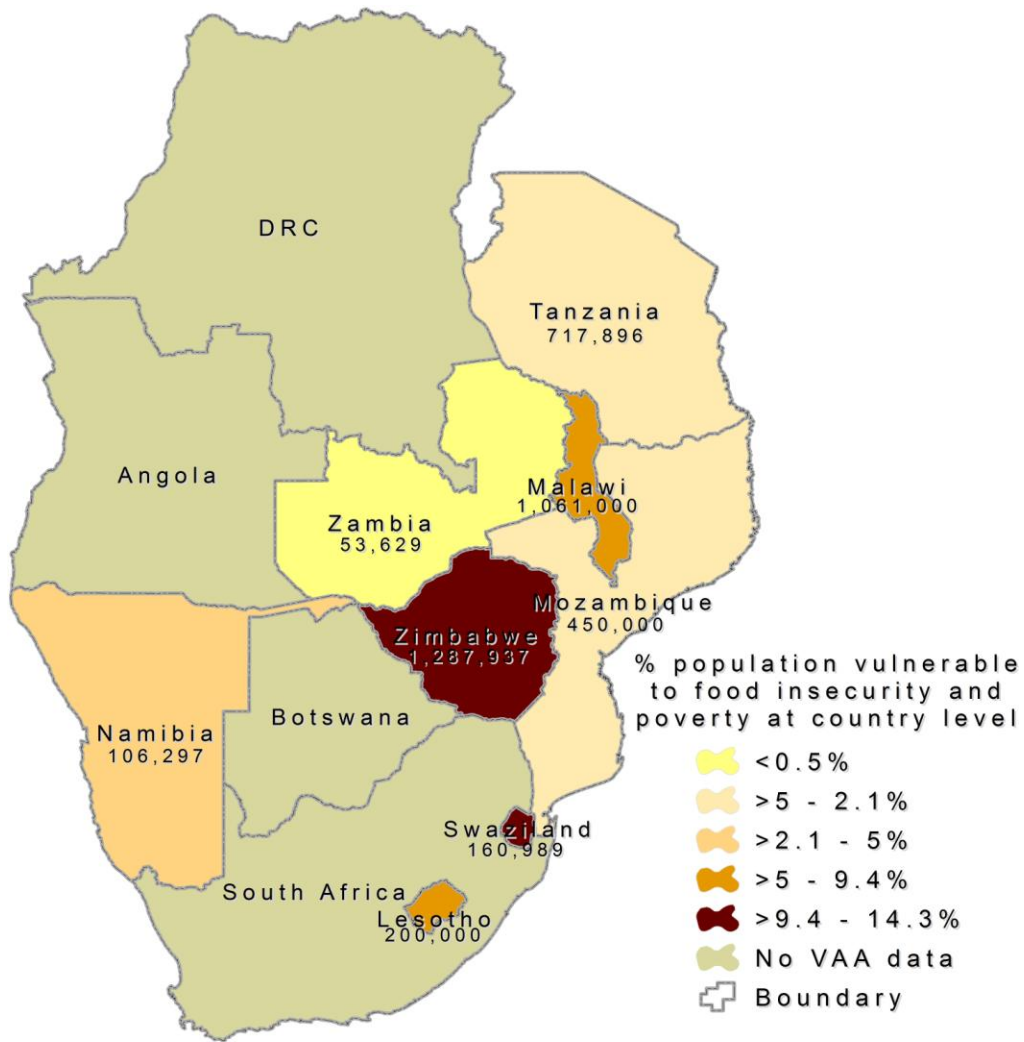 DRC
Tanzania
717,896
Angola
Malawi
1,061,000
Zambia
53,629
Mozambique
450,000
Zimbabwe
1,287,937
% population vulnerable
to food insecurity and
poverty at country level
Botswana
Namibia
106,297
<0.5%
>5 - 2.1%
>2.1 - 5%
>5 - 9.4%
>9.4 - 14.3%
No VAA data
Boundary
Swaziland
160,989
South Africa
Lesotho
200,000